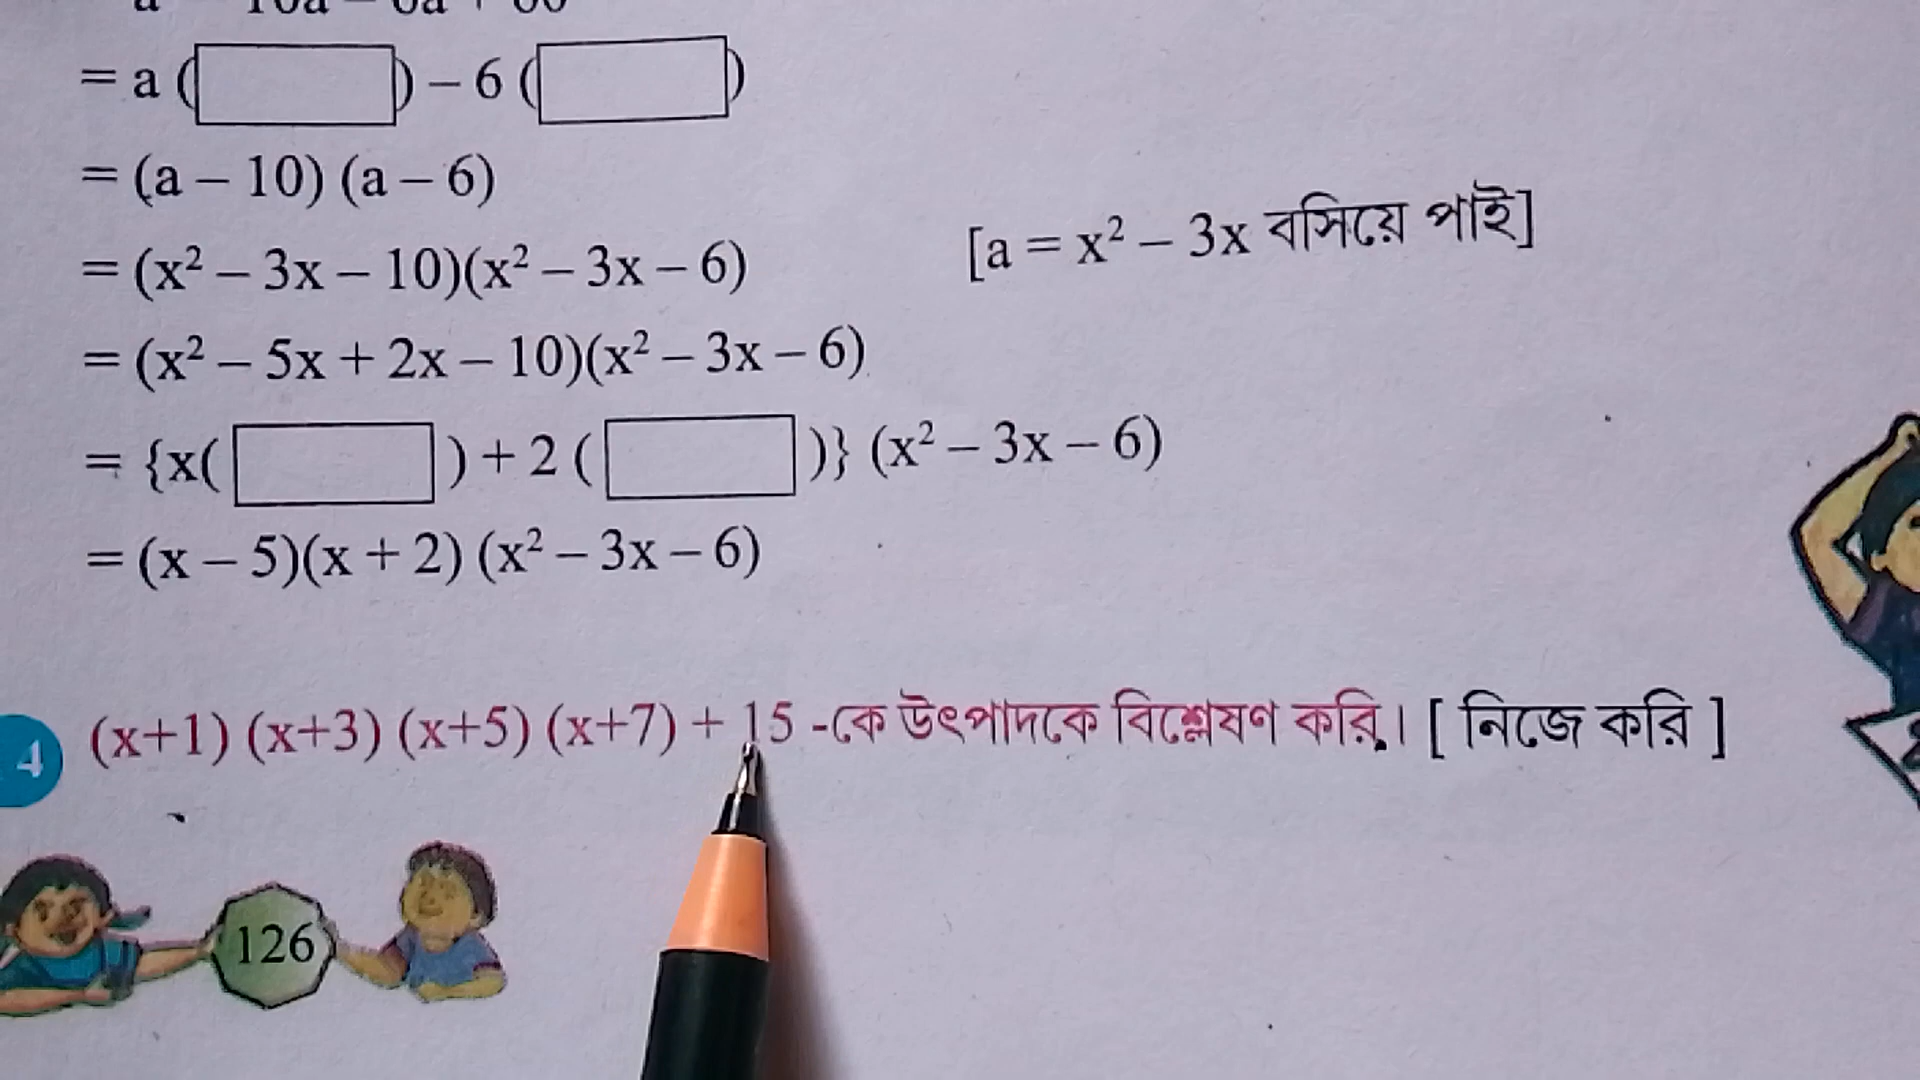 = a ( ) – 6 ( )
= (a – 10) (a – 6)
= (x² – 3x – 10)(x² – 3x – 6) [a = x² – 3x বসিয়ে পাই]
= (x² – 5x + 2x – 10)(x² – 3x – 6)
= {x( ) + 2 ( )} (x² – 3x – 6)
= (x – 5)(x + 2) (x² – 3x – 6)
4 (x+1) (x+3) (x+5) (x+7) + 15 -কে উৎপাদকে বিশ্লেষণ করি। [ নিজে করি ]
126